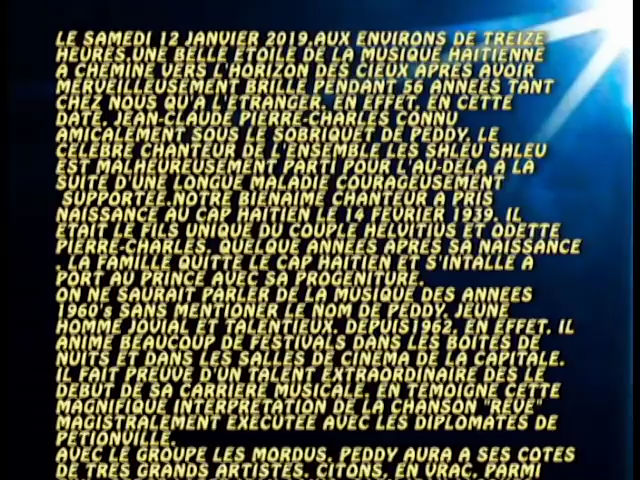 LE SAMEDI 12 JANVIER 2019,AUX ENVIRONS DE TREIZE
HEURES,UNE BELLE ETOILE DE LA MUSIQUE HAITIENNE
A CHEMINE VERS L'HORIZON DES CIEUX APRES AVOIR
MERVEILLEUSEMENT BRILLE PENDANT 56 ANNEES TANT
CHEZ NOUS QU'A L'ETRANGER. EN EFFET, EN CETTE
DATE, JEAN-CLAUDE PIERRE-CHARLES CONNU
AMICALEMENT SOUS LE SOBRIQUET DE PEDDY, LE
CELEBRE CHANTEUR DE L'ENSEMBLE LES SHLEU SHLEU
EST MALHEUREUSEMENT PARTI POUR L'AU-DELA A LA
SUITE D'UNE LONGUE MALADIE COURAGEUSEMENT
SUPPORTEE.NOTRE BIENAIME CHANTEUR A PRIS
NAISSANCE AU CAP HAITIEN LE 14 FEVRIER 1939. IL
ETAIT LE FILS UNIQUE DU COUPLE HELVITIUS ET ODETTE
PIERRE-CHARLES. QUELQUE ANNEES APRES SA NAISSANCE
, LA FAMILLE QUITTE LE CAP HAITIEN ET S'INTALLE A
PORT AU PRINCE AVEC SA PROGENITURE.
ON NE SAURAIT PARLER DE LA MUSIQUE DES ANNEES
1960's SANS MENTIONER LE NOM DE PEDDY, JEUNE
HOMME JOVIAL ET TALENTIEUX. DEPUIS1962, EN EFFET, IL
ANIME BEAUCOUP DE FESTIVALS DANS LES BOITES DE
NUITS ET DANS LES SALLES DE CINEMA DE LA CAPITALE.
IL FAIT PREUVE D'UN TALENT EXTRAORDINAIRE DES LE
DEBUT DE SA CARRIERE MUSICALE, EN TEMOIGNE CETTE
MAGNIFIQUE INTERPRETATION DE LA CHANSON "REVE"
MAGISTRALEMENT EXECUTEE AVEC LES DIPLOMATES DE
PETIONVILLE.
AVEC LE GROUPE LES MORDUS, PEDDY AURA A SES COTES
DE TRES GRANDS ARTISTES, CITONS, EN VRAC, PARMI